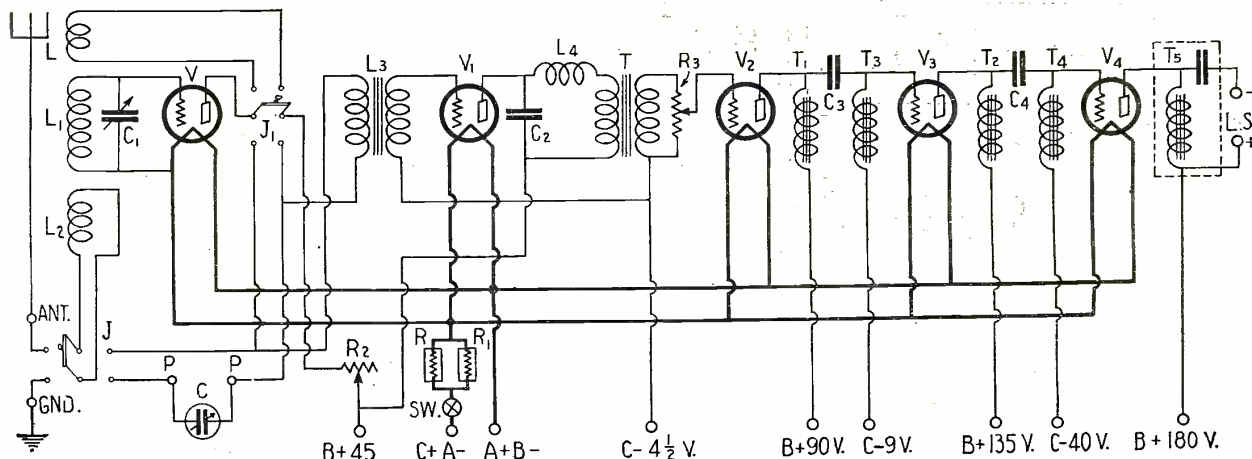 L
V
L3
V1
L4
T
R3
V2
T1
C3
T3
V3
T2
C4
T4
V4
T5
L1
C1
J1
C2
-
L.S.
+
L2
ANT.
J
P
P
R2
R
R1
C
GND.
SW.
B+45
C+A-
A+B-
C-4½ V.
B+90 V.
C-9V.
B+135 V.
C-40 V.
B+180 V.